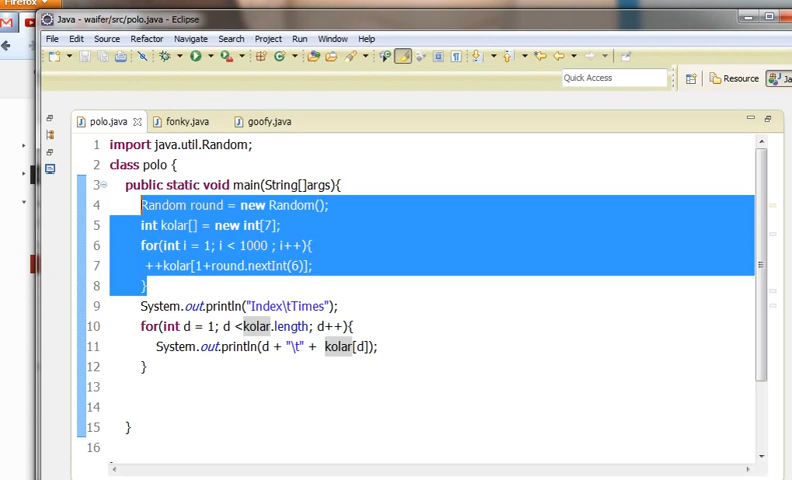 Firefox
Java - waifer/src/polo.java - Eclipse
File Edit Source Refactor Navigate Search Project Run Window Help
Quick Access
Resource
Ja
polo.java fonky.java goofy.java
1 import java.util.Random;
2 class polo {
3 public static void main(String[]args){
4 Random round = new Random();
5 int kolar[] = new int[7];
6 for(int i = 1; i < 1000 ; i++){
7 ++kolar[1+round.nextInt(6)];
8 }
9 System.out.println("Index\tTimes");
10 for(int d = 1; d <kolar.length; d++){
11 System.out.println(d + "\t" + kolar[d]);
12 }
13
14
15 }
16